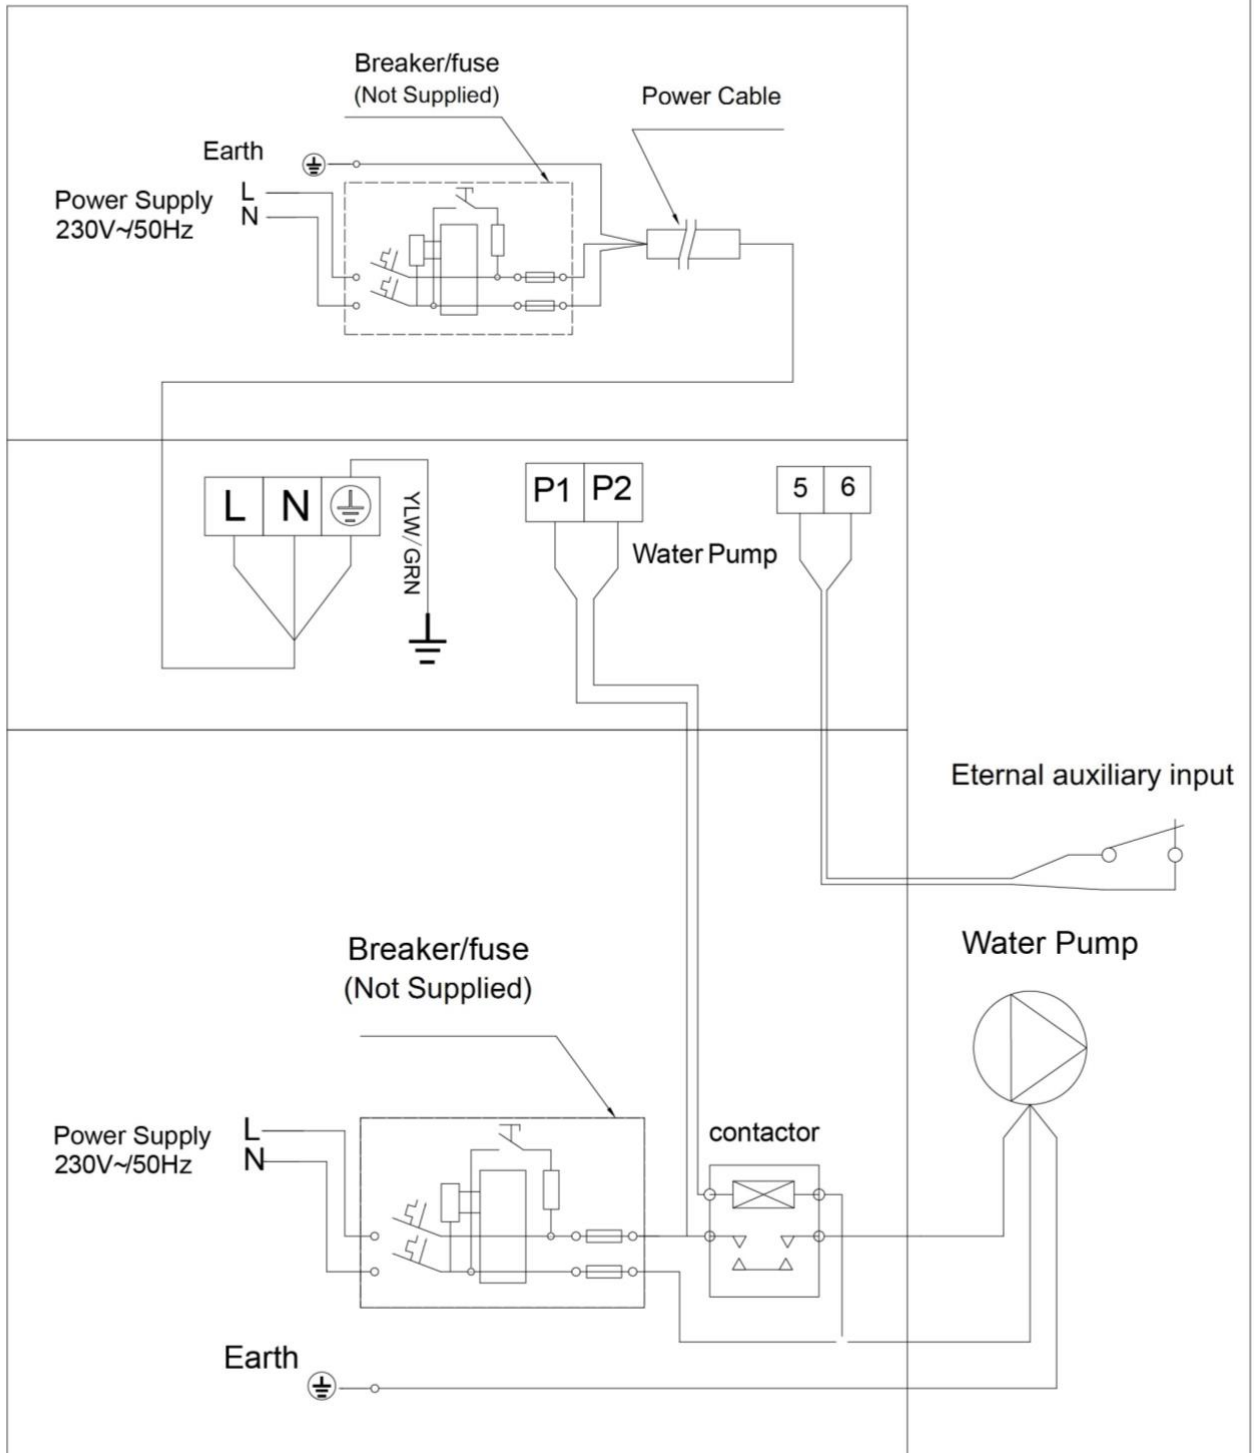 Breaker/fuse
(Not Supplied)
Power Cable
Earth
Power Supply L
230V~/50Hz N
L N
YLW/GRN
P1 P2
Water Pump
5 6
Eternal auxiliary input
Water Pump
Breaker/fuse
(Not Supplied)
contactor
Power Supply L
230V~/50Hz N
Earth